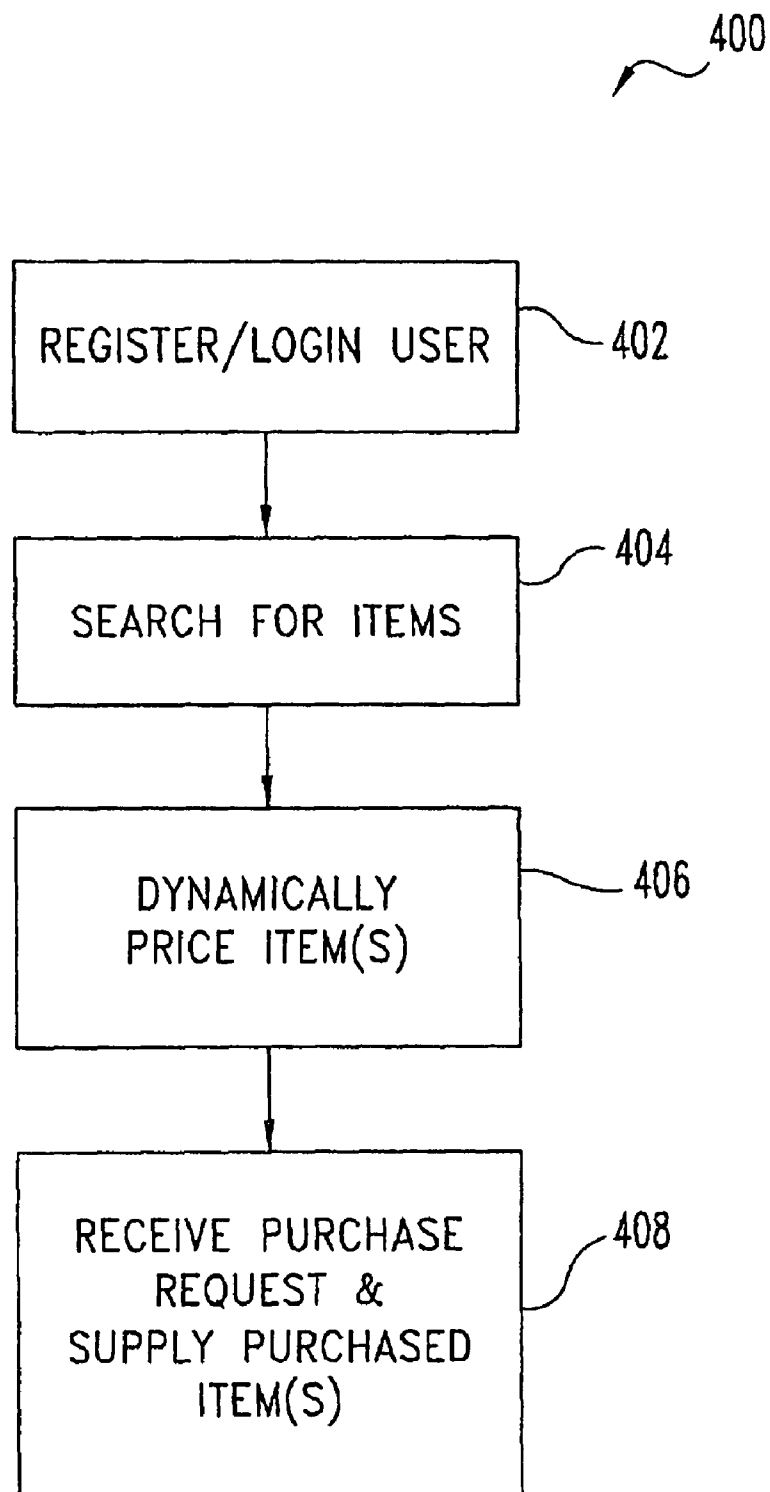 400
REGISTER/LOGIN USER
402
SEARCH FOR ITEMS
404
DYNAMICALLY
PRICE ITEM(S)
406
RECEIVE PURCHASE
REQUEST &
SUPPLY PURCHASED
ITEM(S)
408